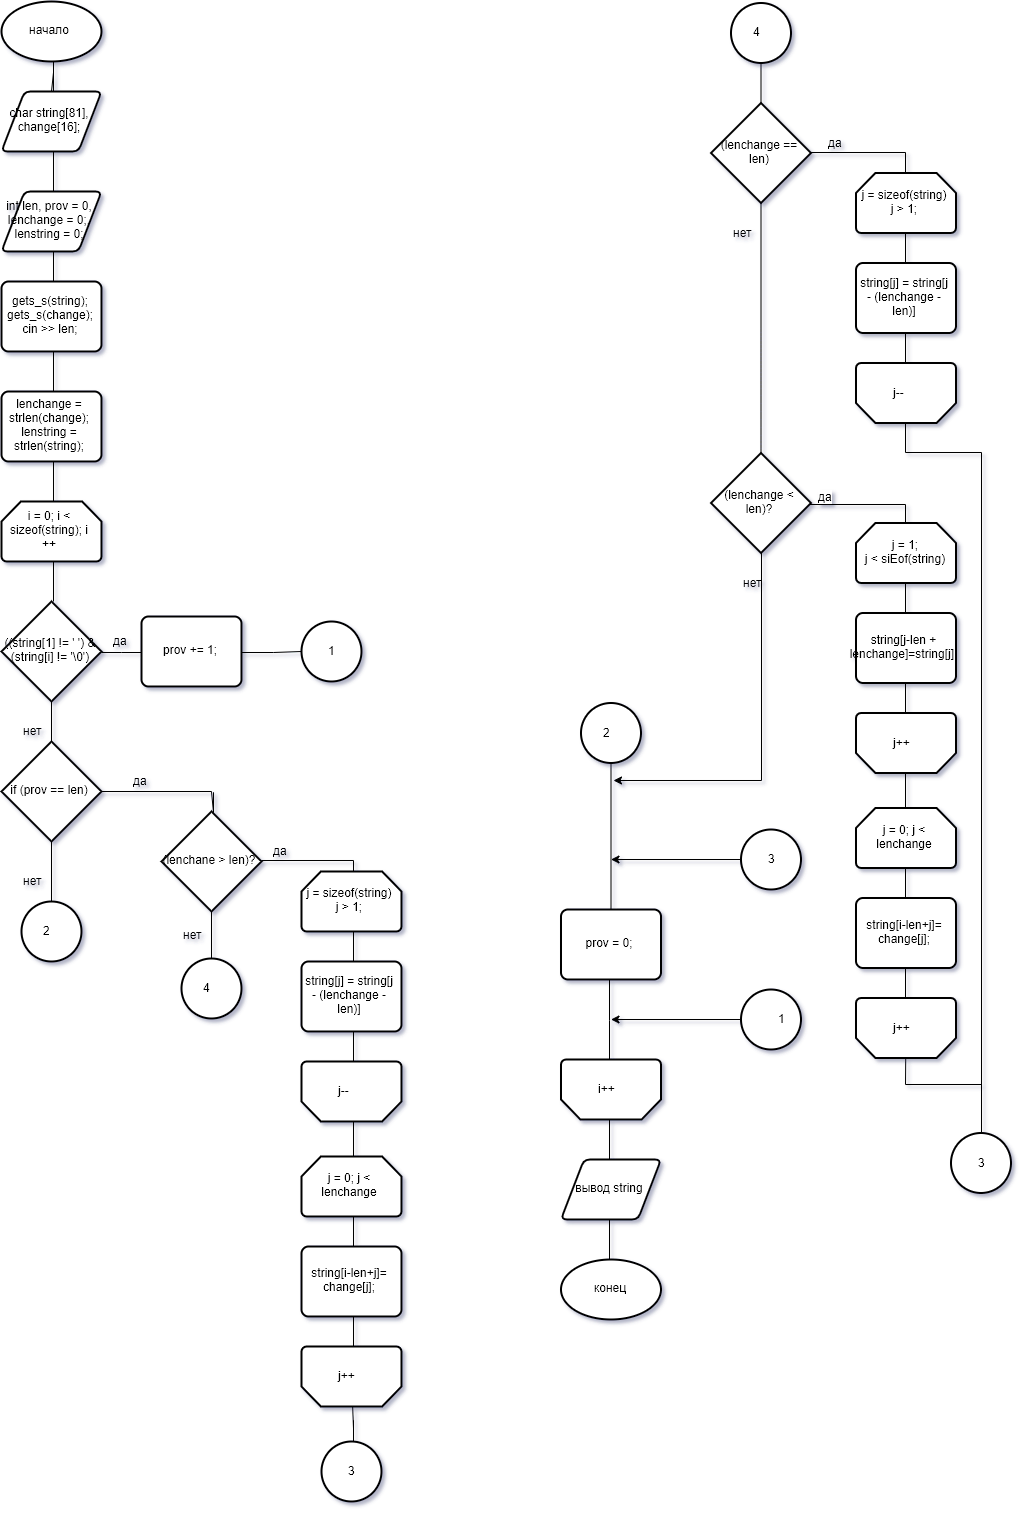 начало
char string[81],
change[16];
int len, prov = 0,
lenchange = 0;
lenstring = 0;
gets_s(string);
gets_s(change);
cin >> len;
lenchange =
strlen(change);
lenstring =
strlen(string);
i = 0; i <
sizeof(string); i
++
((string[1] != ' ') &
(string[i] != '\0')
да
prov += 1;
1
нет
if (prov == len)
да
нет
2
(lenchane > len)?
да
нет
4
j = sizeof(string)
j > 1;
string[j] = string[j
- (lenchange -
len)]
j--
j = 0; j <
lenchange
string[i-len+j]=
change[j];
j++
3
4
(lenchange ==
len)
да
нет
j = sizeof(string)
j > 1;
string[j] = string[j
- (lenchange -
len)]
j--
(lenchange <
len)?
да
нет
j = 1;
j < siEof(string)
string[j-len +
lenchange]=string[j]
j++
j = 0; j <
lenchange
string[i-len+j]=
change[j];
j++
3
2
3
prov = 0;
1
i++
вывод string
конец